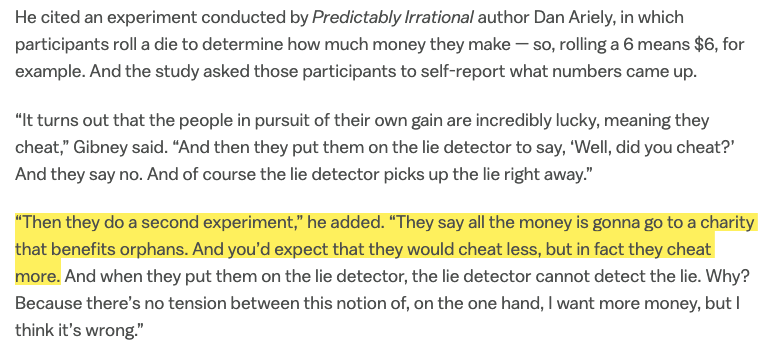 He cited an experiment conducted by Predictably Irrational author Dan Ariely, in which
participants roll a die to determine how much money they make — so, rolling a 6 means $6, for
example. And the study asked those participants to self-report what numbers came up.
“It turns out that the people in pursuit of their own gain are incredibly lucky, meaning they
cheat,” Gibney said. “And then they put them on the lie detector to say, ‘Well, did you cheat?’
And they say no. And of course the lie detector picks up the lie right away.”
“Then they do a second experiment,” he added. “They say all the money is gonna go to a charity
that benefits orphans. And you’d expect that they would cheat less, but in fact they cheat
more. And when they put them on the lie detector, the lie detector cannot detect the lie. Why?
Because there’s no tension between this notion of, on the one hand, I want more money, but I
think it’s wrong.”